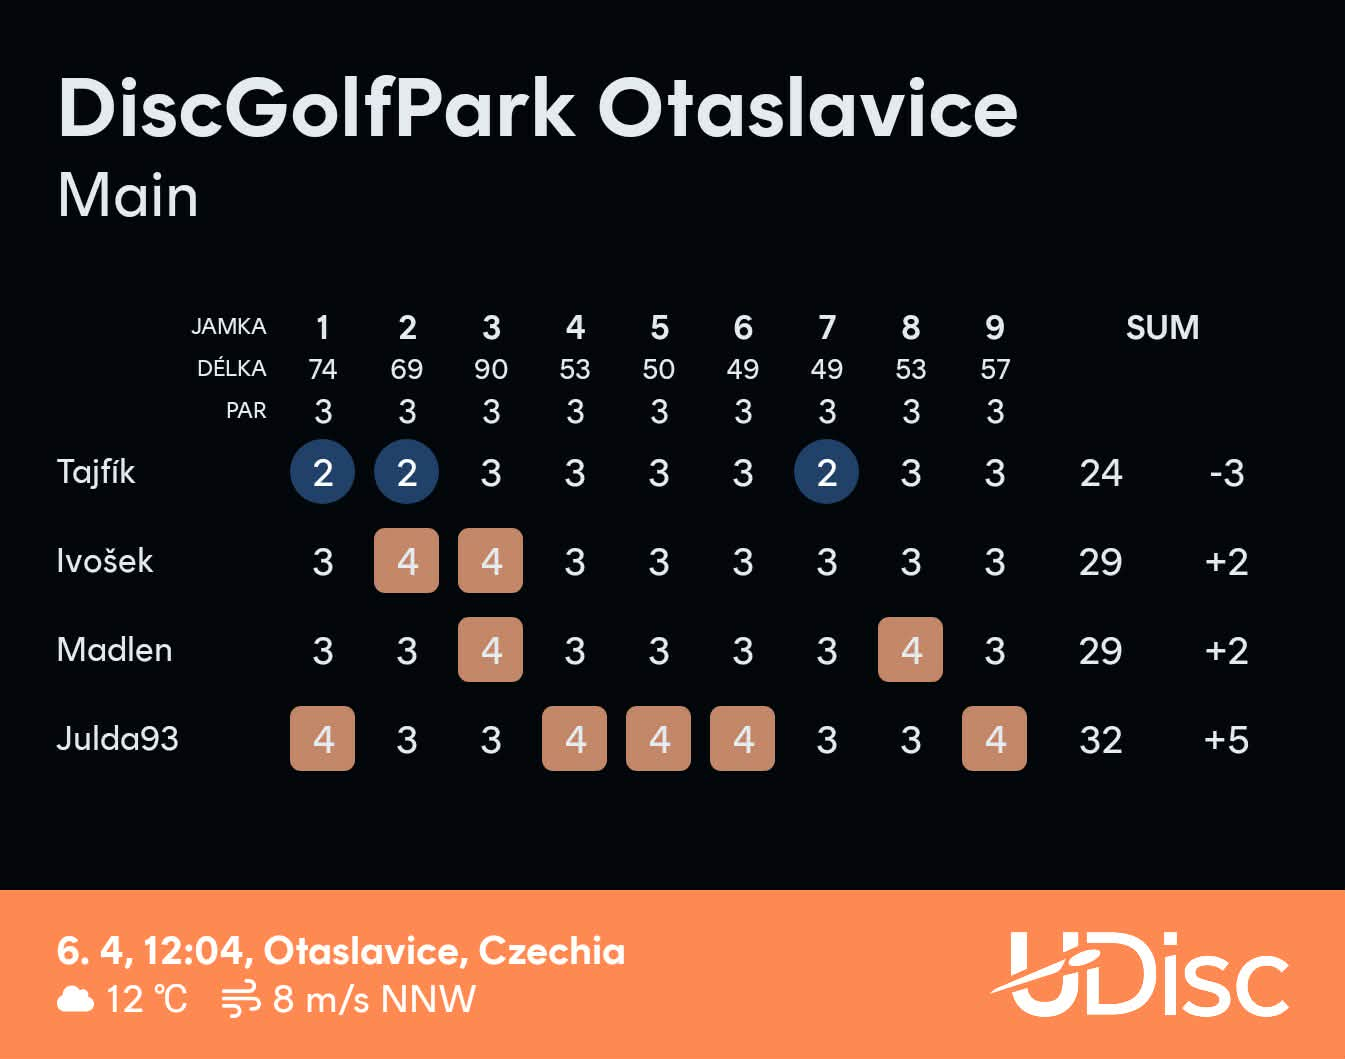 DiscGolfPark Otaslavice
Main
JAMKA 1 2 3 4 5 6 7 8 9 SUM
DÉLKA 74 69 90 53 50 49 49 53 57
PAR 3 3 3 3 3 3 3 3 3
Tajfík 2 2 3 3 3 3 2 3 3 24 -3
Ivošek 3 4 4 3 3 3 3 3 3 29 +2
Madlen 3 3 4 3 3 3 3 4 3 29 +2
Julda93 4 3 3 4 4 4 3 3 4 32 +5
6. 4, 12:04, Otaslavice, Czechia
12 °C 8 m/s NNW
UDisc